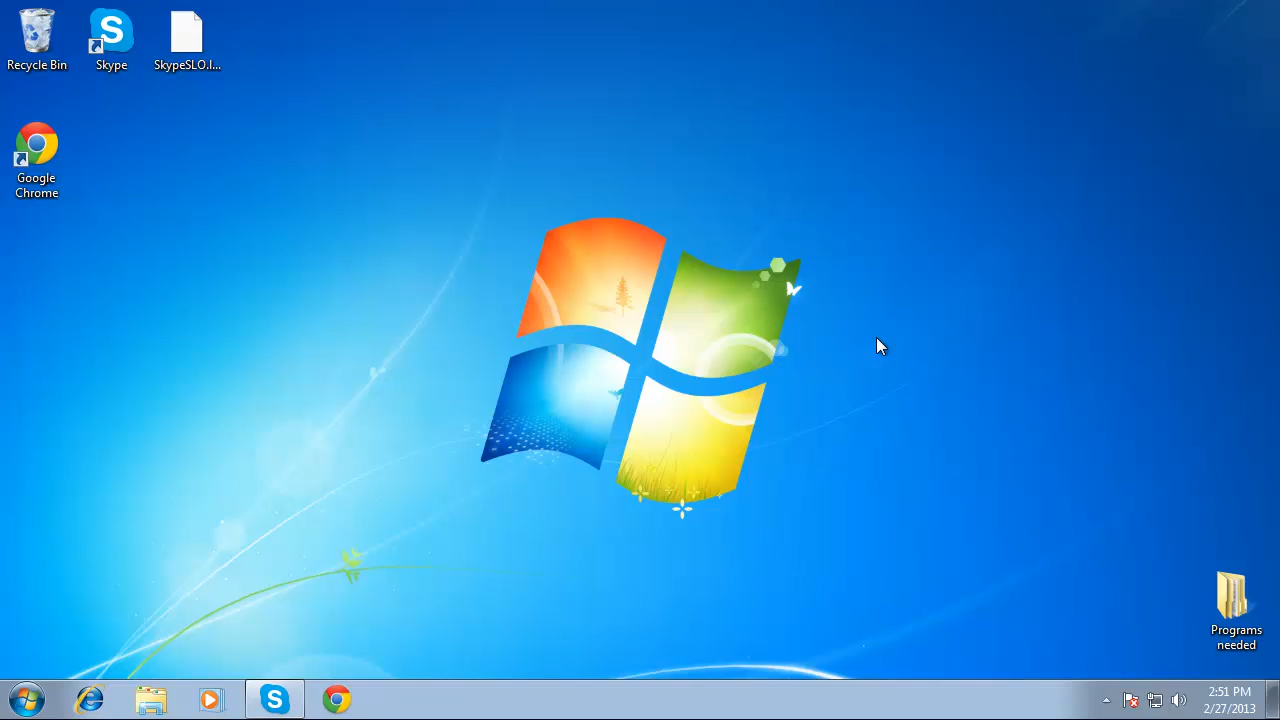 Recycle Bin
Skype
SkypeSLO.l...
Google
Chrome
Programs
needed
2:51 PM
2/27/2013